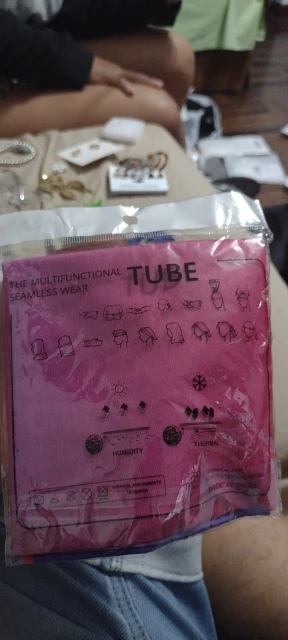 THE MULTIFUNCTIONAL TUBE
SEAMLESS WEAR
HUMIDITY
THERMAL